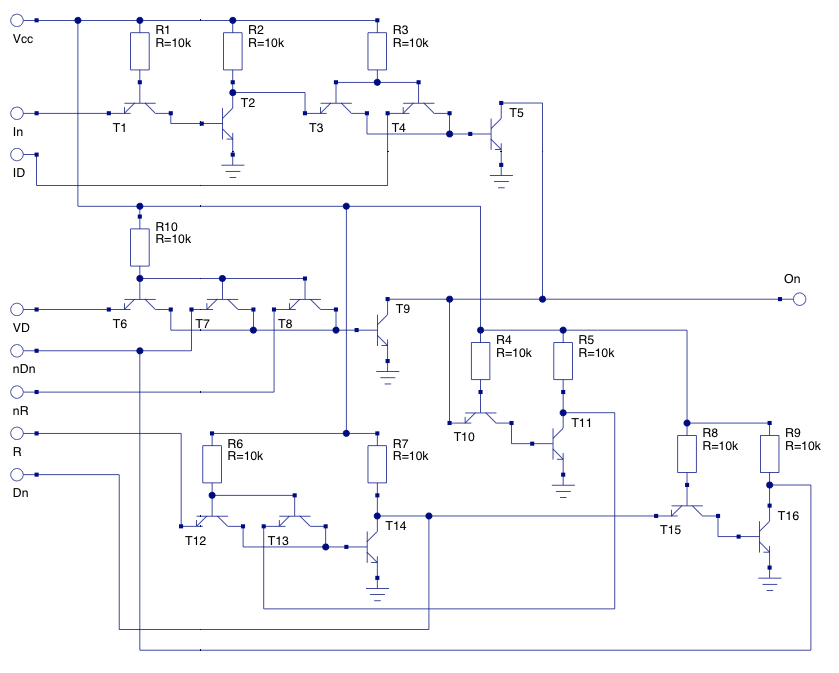 Vcc
R1
R=10k
R2
R=10k
R3
R=10k
T2
T5
In
T1
T3
T4
ID
R10
R=10k
On
VD
T6
T7
T8
T9
nDn
R4
R=10k
R5
R=10k
nR
R
T10
T11
R8
R=10k
R9
R=10k
R6
R=10k
R7
R=10k
Dn
T12
T13
T14
T15
T16